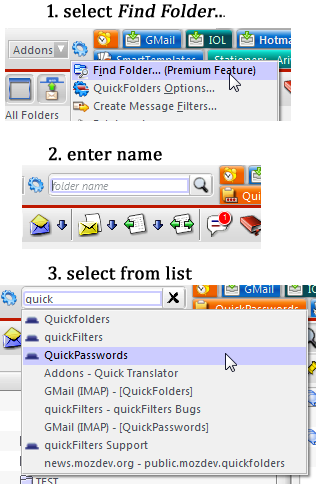 1. select Find Folder...
Addons GMail IOL Hotma
SmartTemplates Stationery
Find Folder... (Premium Feature)
QuickFolders Options...
Create Message Filters...
All Folders
2. enter name
folder name
Qui
1
3. select from list
GMail IOL
quick
QuickPasswords
Quickfolders
quickFilters
QuickPasswords
Addons - Quick Translator
GMail (IMAP) - [QuickFolders]
quickFilters - quickFilters Bugs
GMail (IMAP) - [QuickPasswords]
quickFilters Support
news.mozdev.org - public.mozdev.quickfolders
TEST